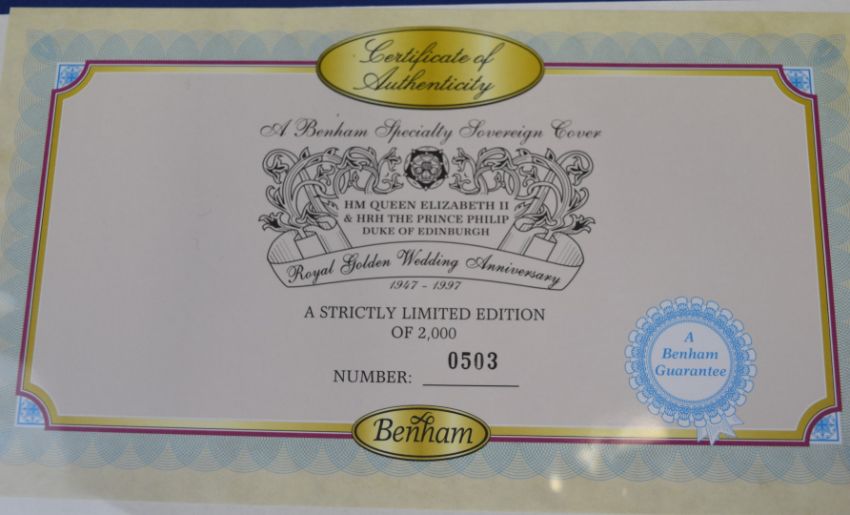 Certificate of
Authenticity
A Benham Specialty Sovereign Cover
HM QUEEN ELIZABETH II
& HRH THE PRINCE PHILIP
DUKE OF EDINBURGH
Royal Golden Wedding Anniversary
1947 - 1997
A STRICTLY LIMITED EDITION
OF 2,000
NUMBER: 0503
A
Benham
Guarantee
Benham